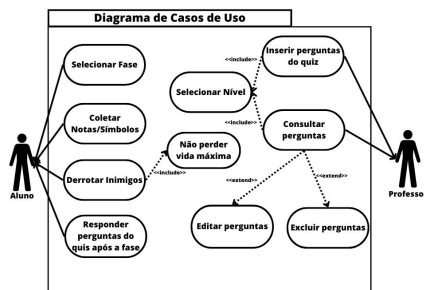 Diagrama de Casos de Uso
Selecionar Fase
Inserir perguntas
do quiz
<<include>>
Selecionar Nível
Coletar
Notas/Símbolos
<<include>>
Consultar
perguntas
Não perder
vida máxima
<<include>>
Derrotar Inimigos
Aluno
Professo
<<extend>>
<<extend>>
Responder
perguntas do
quis após a fase
Editar perguntas
Excluir perguntas